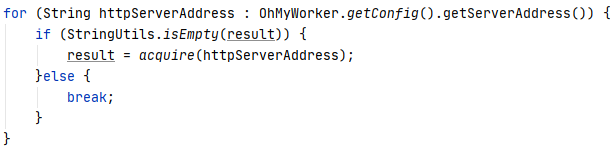 for (String httpServerAddress : OhMyWorker.getConfig().getServerAddress()) {
    if (StringUtils.isEmpty(result)) {
        result = acquire(httpServerAddress);
    }else {
        break;
    }
}